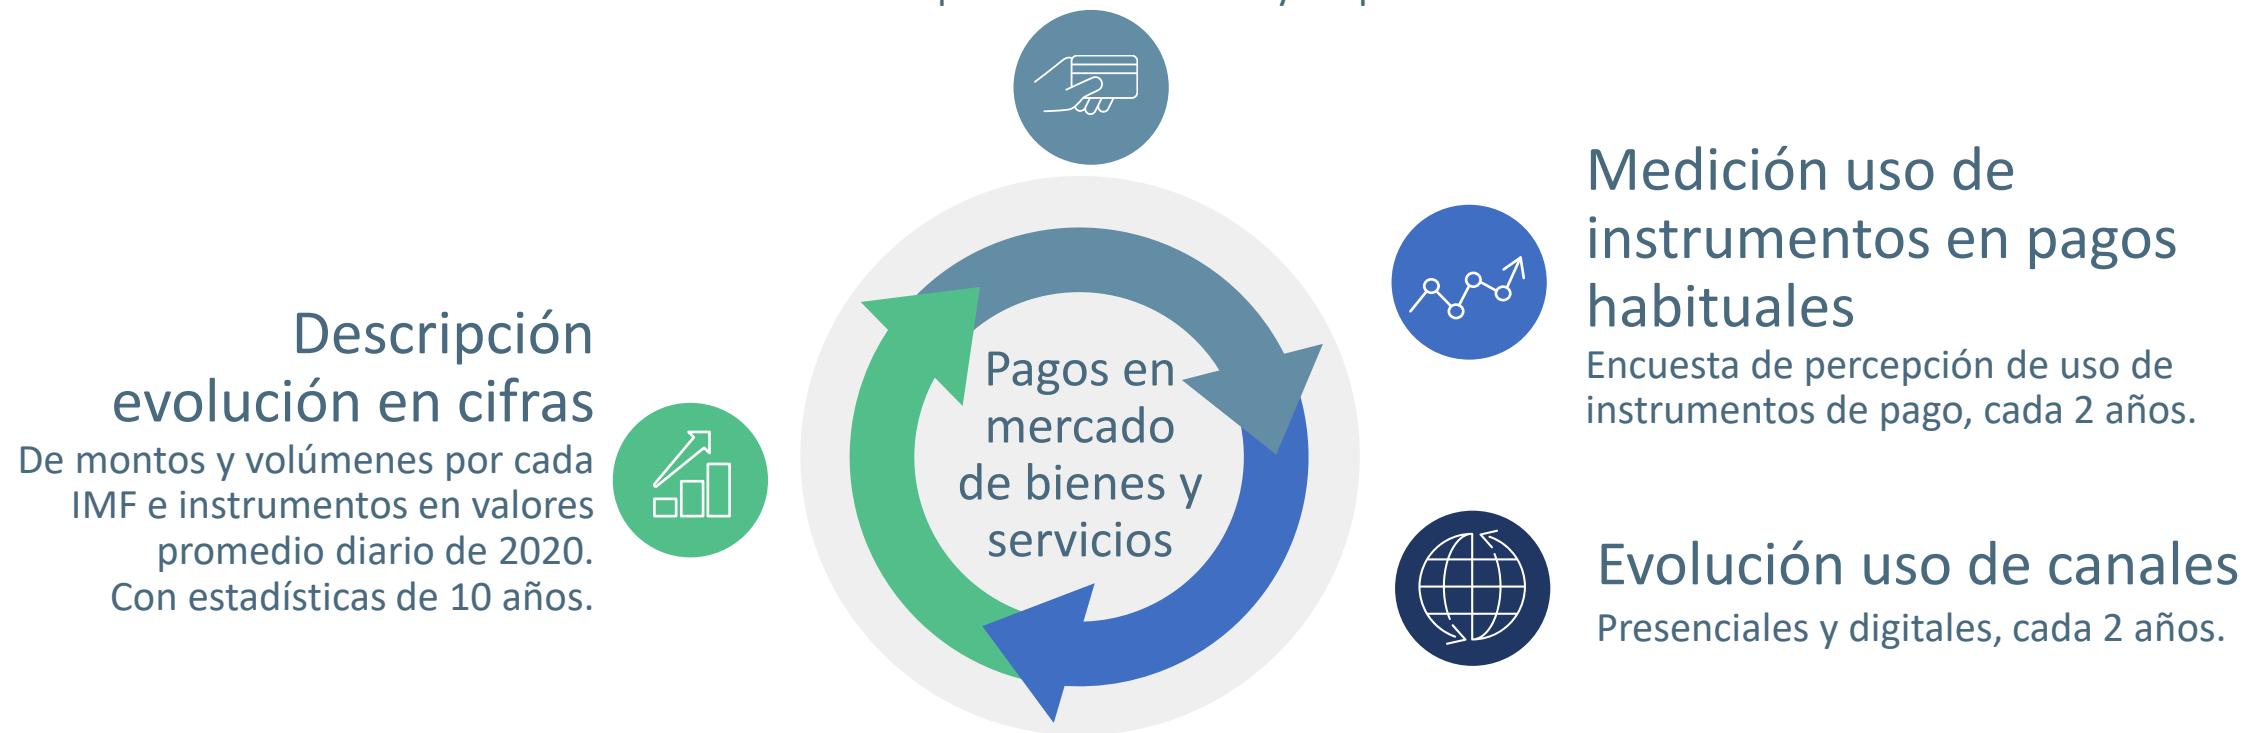 Descripción
evolución en cifras
De montos y volúmenes por cada
IMF e instrumentos en valores
promedio diario de 2020.
Con estadísticas de 10 años.
Pagos en
mercado
de bienes y
servicios
Medición uso de
instrumentos en pagos
habituales
Encuesta de percepción de uso de
instrumentos de pago, cada 2 años.
Evolución uso de canales
Presenciales y digitales, cada 2 años.